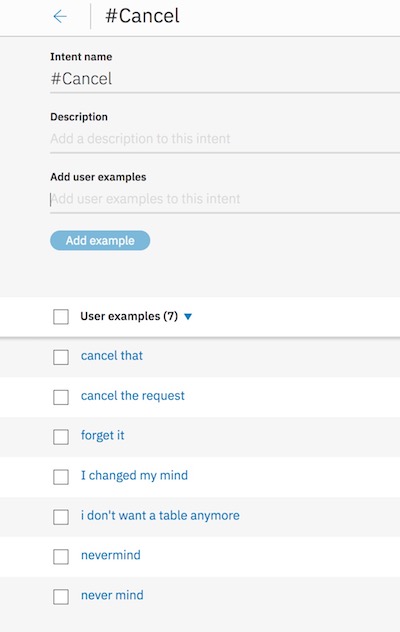 #Cancel
Intent name
#Cancel
Description
Add a description to this intent
Add user examples
Add user examples to this intent
Add example
User examples (7)
cancel that
cancel the request
forget it
I changed my mind
i don't want a table anymore
nevermind
never mind